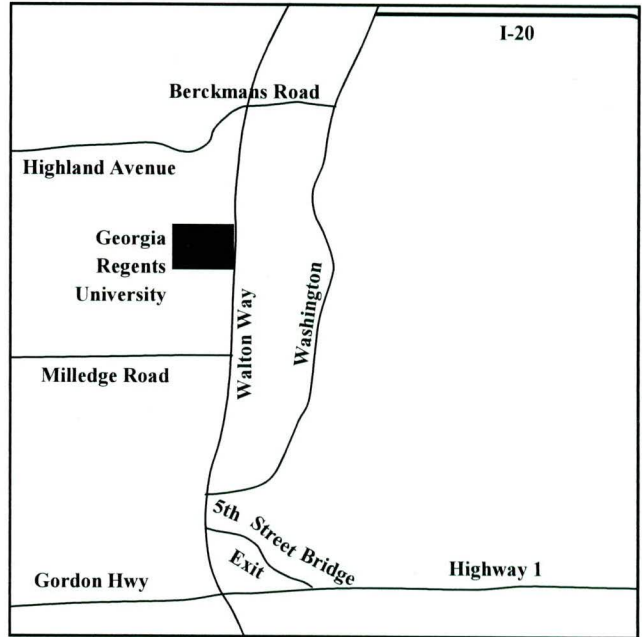 I-20
Berckmans Road
Highland Avenue
Georgia
Regents
University
Walton Way
Washington
Milledge Road
5th Street Bridge
Exit
Gordon Hwy
Highway 1